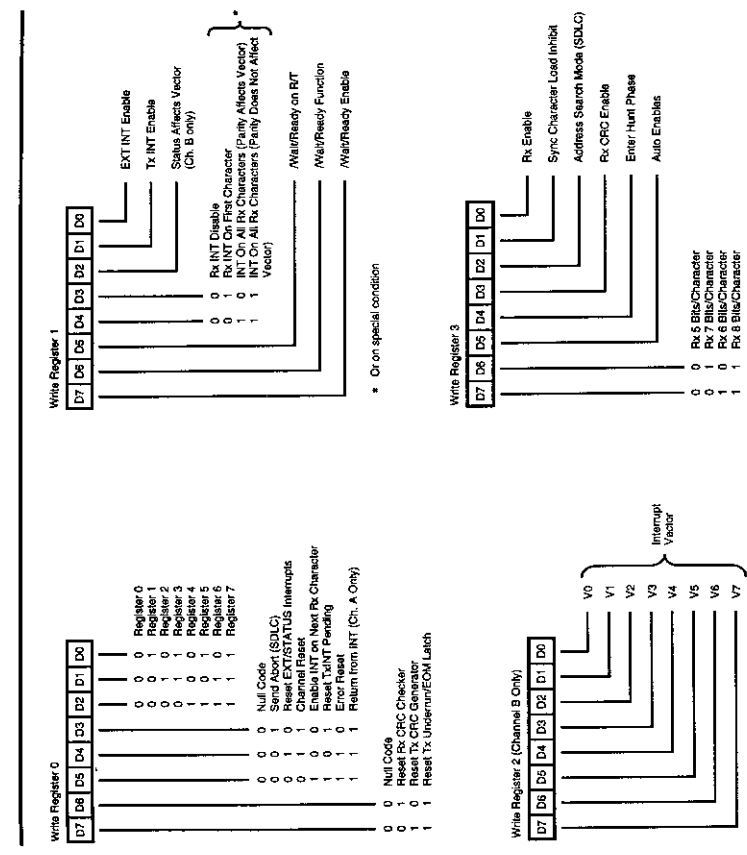 Write Register 0
D7 D6 D5 D4 D3 D2 D1 D0
0 0 0 Register 0
0 0 1 Register 1
0 1 0 Register 2
0 1 1 Register 3
1 0 0 Register 4
1 0 1 Register 5
1 1 0 Register 6
1 1 1 Register 7
0 0 0 Null Code
0 0 1 Send Abort (SDLC)
0 1 0 Reset EXT/STATUS Interrupts
0 1 1 Channel Reset
1 0 0 Enable INT on Next Rx Character
1 0 1 Reset TxINT Pending
1 1 0 Error Reset
1 1 1 Return from INT (Ch. A Only)
0 0 Null Code
0 1 Reset Rx CRC Checker
1 0 Reset Tx CRC Generator
1 1 Reset Tx Underrun/EOM Latch
Write Register 1
D7 D6 D5 D4 D3 D2 D1 D0
EXT INT Enable
Tx INT Enable
Status Affects Vector
(Ch. B only)
0 0 Rx INT Disable
0 1 Rx INT On First Character
1 0 INT On All Rx Characters (Parity Affects Vector)
1 1 INT On All Rx Characters (Parity Does Not Affect
Vector)
*
/Wait/Ready on R/T
/Wait/Ready Function
/Wait/Ready Enable
* Or on special condition
Write Register 2 (Channel B Only)
D7 D6 D5 D4 D3 D2 D1 D0
V0
V1
V2
V3
V4
V5
V6
V7
Interrupt
Vector
Write Register 3
D7 D6 D5 D4 D3 D2 D1 D0
Rx Enable
Sync Character Load Inhibit
Address Search Mode (SDLC)
Rx CRC Enable
Enter Hunt Phase
Auto Enables
0 0 Rx 5 Bits/Character
0 1 Rx 7 Bits/Character
1 0 Rx 6 Bits/Character
1 1 Rx 8 Bits/Character